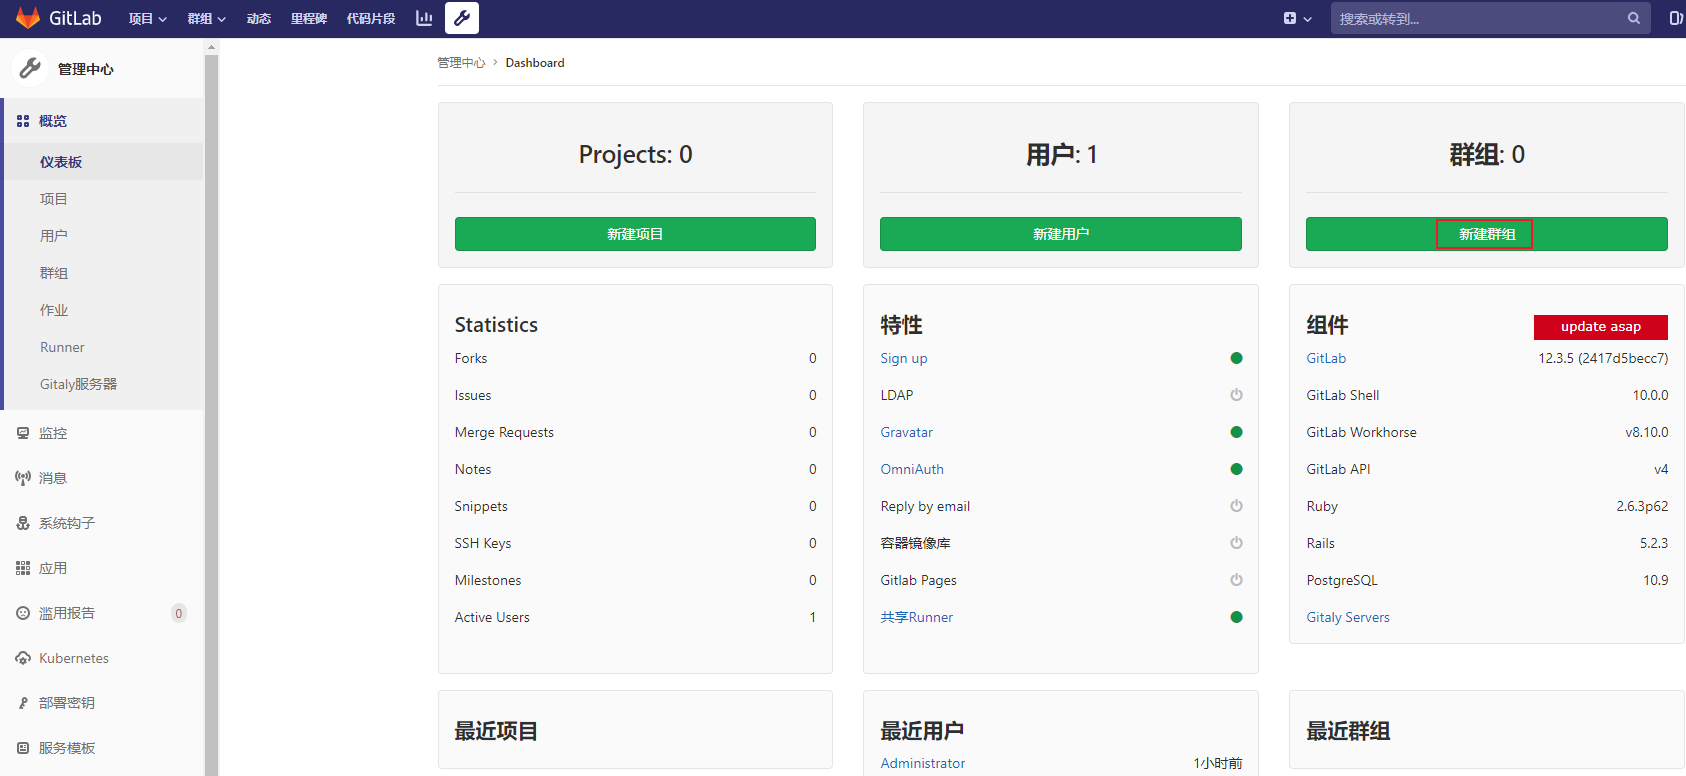 GitLab 项目 群组 动态 里程碑 代码片段 搜索或转到...
管理中心
概览
仪表板
项目
用户
群组
作业
Runner
Gitaly服务器
监控
消息
系统钩子
应用
滥用报告 0
Kubernetes
部署密钥
服务模板
管理中心 › Dashboard
Projects: 0
新建项目
用户: 1
新建用户
群组: 0
新建群组
Statistics
Forks 0
Issues 0
Merge Requests 0
Notes 0
Snippets 0
SSH Keys 0
Milestones 0
Active Users 1
特性
Sign up
LDAP
Gravatar
OmniAuth
Reply by email
容器镜像库
Gitlab Pages
共享Runner
组件 update asap
GitLab 12.3.5 (2417d5becc7)
GitLab Shell 10.0.0
GitLab Workhorse v8.10.0
GitLab API v4
Ruby 2.6.3p62
Rails 5.2.3
PostgreSQL 10.9
Gitaly Servers
最近项目
最近用户
Administrator 1小时前
最近群组